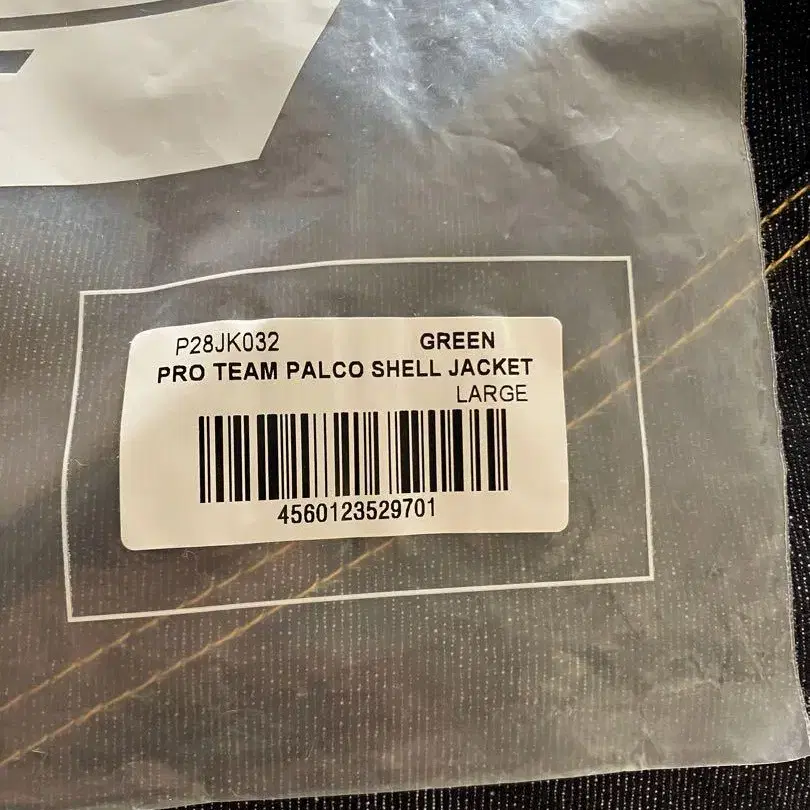 P28JK032 GREEN
PRO TEAM PALCO SHELL JACKET
LARGE
4560123529701